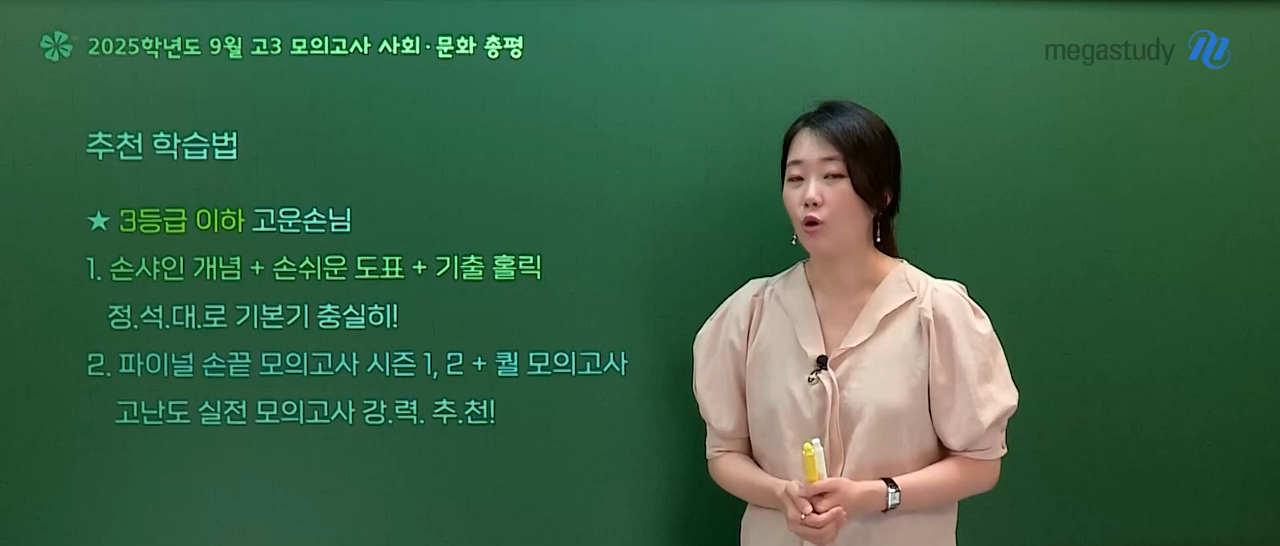 2025학년도 9월 고3 모의고사 사회·문화 총평
megastudy
추천 학습법
★ 3등급 이하 고운손님
1. 손샤인 개념 + 손쉬운 도표 + 기출 홀릭
정.석.대.로 기본기 충실히!
2. 파이널 손끝 모의고사 시즌 1, 2 + 퀄 모의고사
고난도 실전 모의고사 강.력. 추.천!